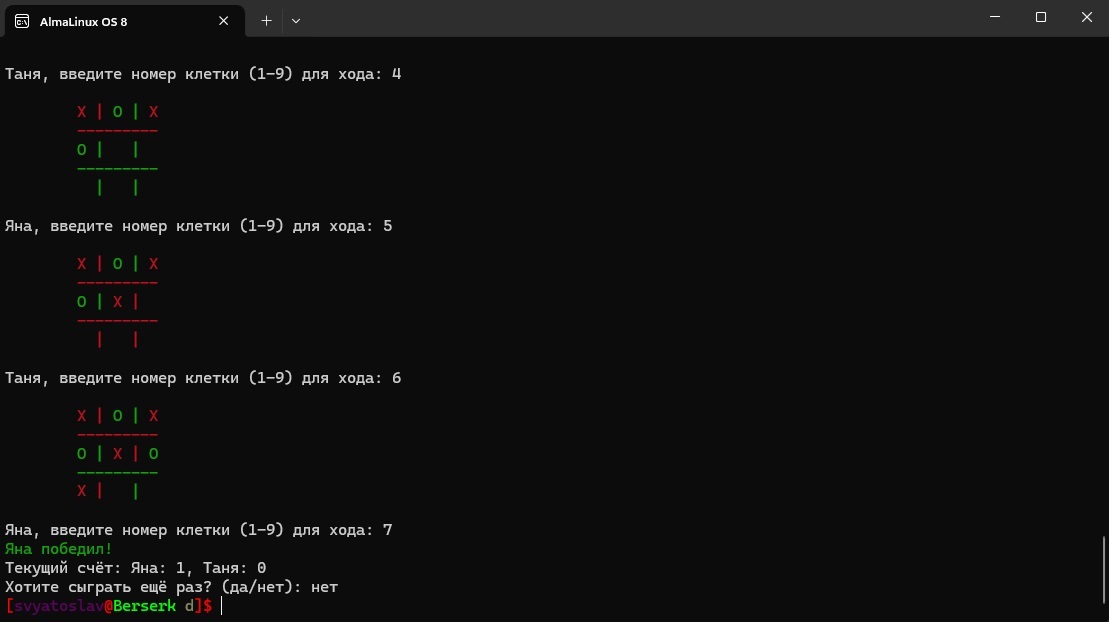 AlmaLinux OS 8
Таня, введите номер клетки (1-9) для хода: 4
X | O | X
---------
O |   |
---------
  |   |
Яна, введите номер клетки (1-9) для хода: 5
X | O | X
---------
O | X |
---------
  |   |
Таня, введите номер клетки (1-9) для хода: 6
X | O | X
---------
O | X | O
---------
X |   |
Яна, введите номер клетки (1-9) для хода: 7
Яна победил!
Текущий счёт: Яна: 1, Таня: 0
Хотите сыграть ещё раз? (да/нет): нет
[svyatoslav@Berserk d]$